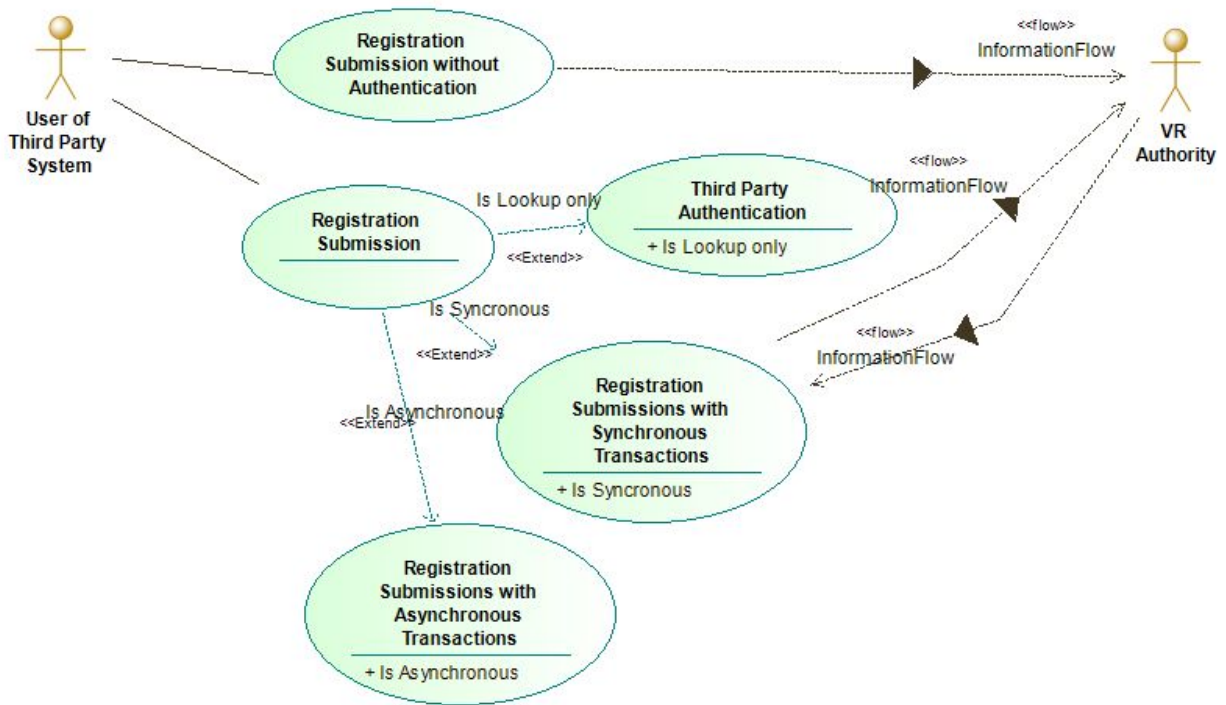 <<flow>>
InformationFlow
Registration
Submission without
Authentication
User of
Third Party
System
VR
Authority
<<flow>>
InformationFlow
Is Lookup only
<<Extend>>
Third Party
Authentication
+ Is Lookup only
Registration
Submission
Is Syncronous
<<Extend>>
<<flow>>
InformationFlow
Is Asynchronous
<<Extend>>
Registration
Submissions with
Synchronous
Transactions
+ Is Syncronous
Registration
Submissions with
Asynchronous
Transactions
+ Is Asynchronous